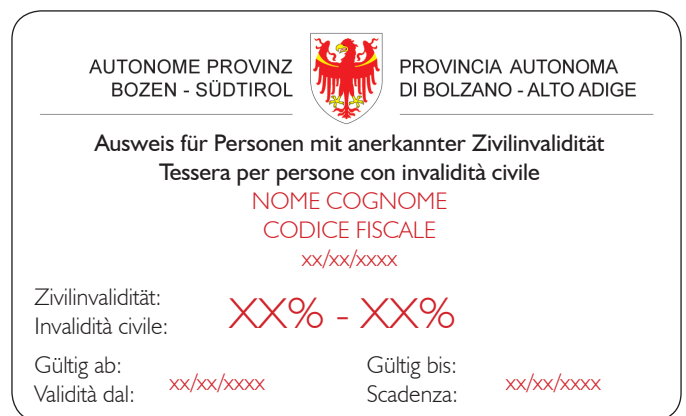 AUTONOME PROVINZ
BOZEN - SÜDTIROL
PROVINCIA AUTONOMA
DI BOLZANO - ALTO ADIGE
Ausweis für Personen mit anerkannter Zivilinvalidität
Tessera per persone con invalidità civile
NOME COGNOME
CODICE FISCALE
xx/xx/xxxx
Zivilinvalidität:
Invalidità civile:
XX% - XX%
Gültig ab:
Validità dal:
xx/xx/xxxx
Gültig bis:
Scadenza:
xx/xx/xxxx